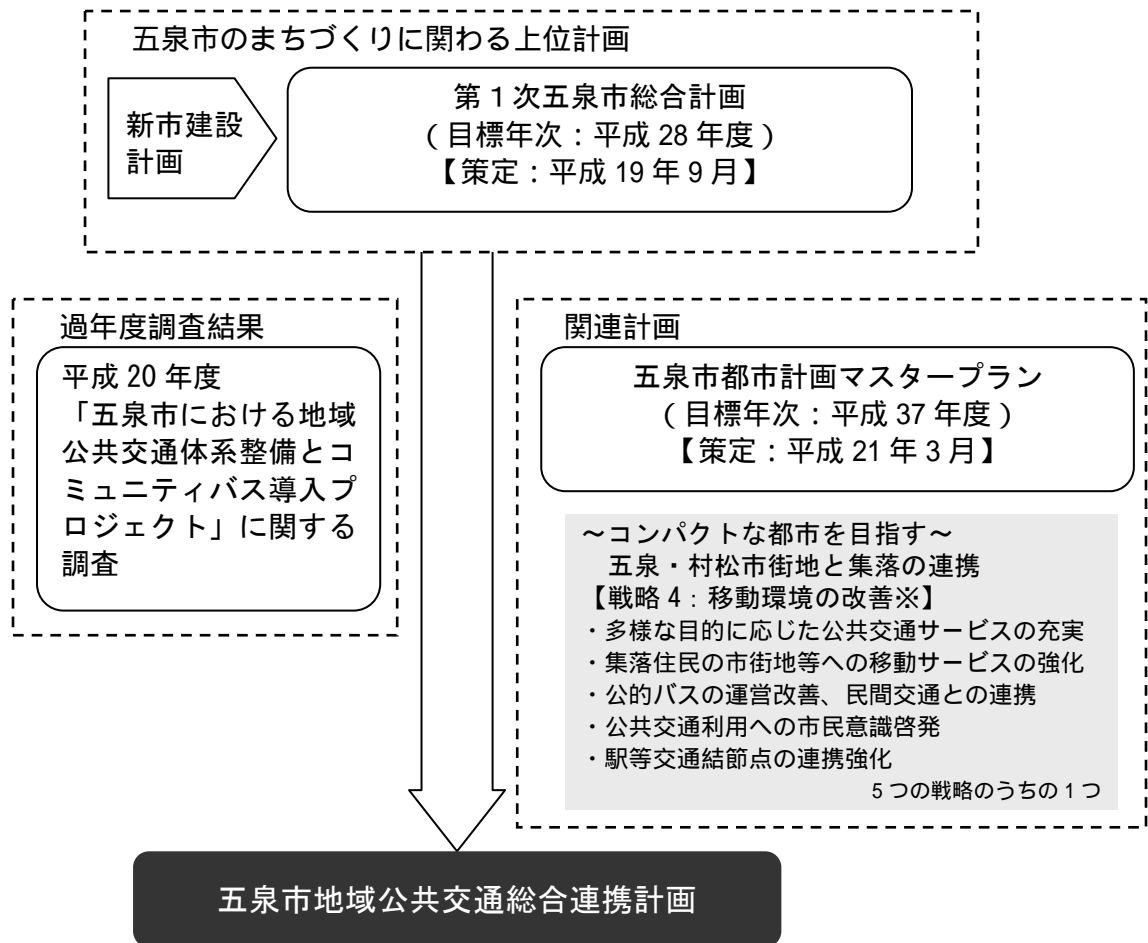 五泉市のまちづくりに関わる上位計画
新市建設
計画
第1次五泉市総合計画
（目標年次：平成28年度）
【策定：平成19年9月】
過年度調査結果
平成20年度
「五泉市における地域
公共交通体系整備とコ
ミュニティバス導入プ
ロジェクト」に関する
調査
関連計画
五泉市都市計画マスタープラン
（目標年次：平成37年度）
【策定：平成21年3月】
～コンパクトな都市を目指す～
五泉・村松市街地と集落の連携
【戦略4：移動環境の改善※】
・多様な目的に応じた公共交通サービスの充実
・集落住民の市街地等への移動サービスの強化
・公的バスの運営改善、民間交通との連携
・公共交通利用への市民意識啓発
・駅等交通結節点の連携強化
5つの戦略のうちの1つ
五泉市地域公共交通総合連携計画